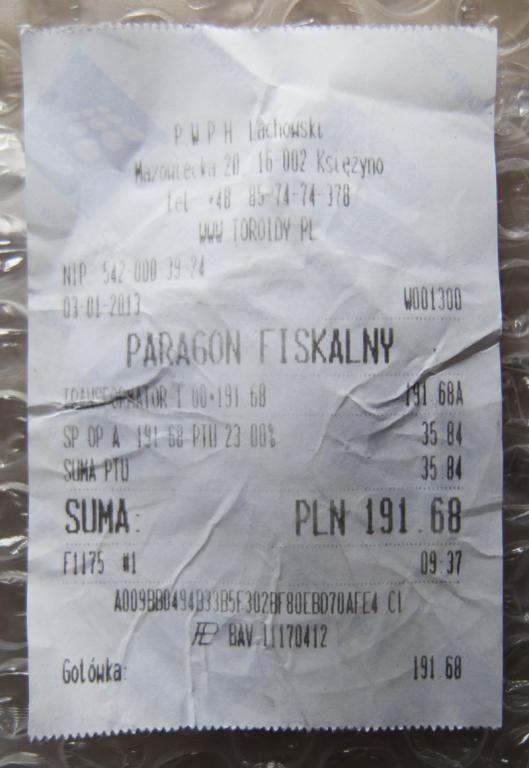 P W P H Lachowski
Mazowiecka 20, 16-002 Księżyno
tel +48 85-74-74-378
WWW TOROIDY PL
NIP 542-000-39-24
03-01-2013 W001300
PARAGON FISKALNY
TRANSFORMATOR 1 00*191 68 191 68A
SP OP A 191 68 PTU 23 00% 35 84
SUMA PTU 35 84
SUMA: PLN 191.68
F1175 #1 09:37
A009BB0494D33B5F302BF80EBD70AFE4 C1
BAV 11170412
Gotówka: 191 68